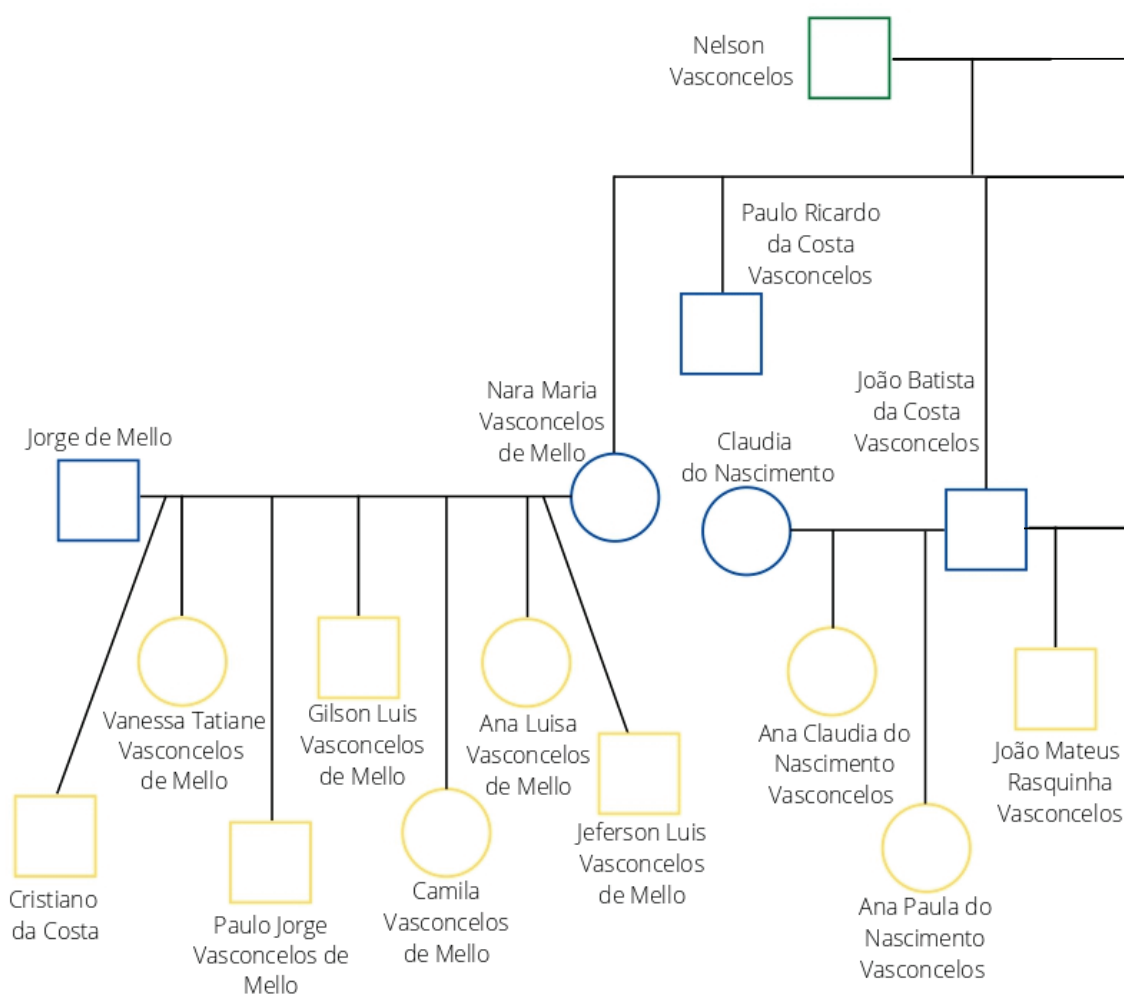 Nelson
Vasconcelos
Paulo Ricardo
da Costa
Vasconcelos
João Batista
da Costa
Vasconcelos
Nara Maria
Vasconcelos
de Mello
Claudia
do Nascimento
Jorge de Mello
Vanessa Tatiane
Vasconcelos
de Mello
Gilson Luis
Vasconcelos
de Mello
Ana Luisa
Vasconcelos
de Mello
Ana Claudia do
Nascimento
Vasconcelos
João Mateus
Rasquinha
Vasconcelos
Cristiano
da Costa
Paulo Jorge
Vasconcelos de
Mello
Camila
Vasconcelos
de Mello
Jeferson Luis
Vasconcelos
de Mello
Ana Paula do
Nascimento
Vasconcelos